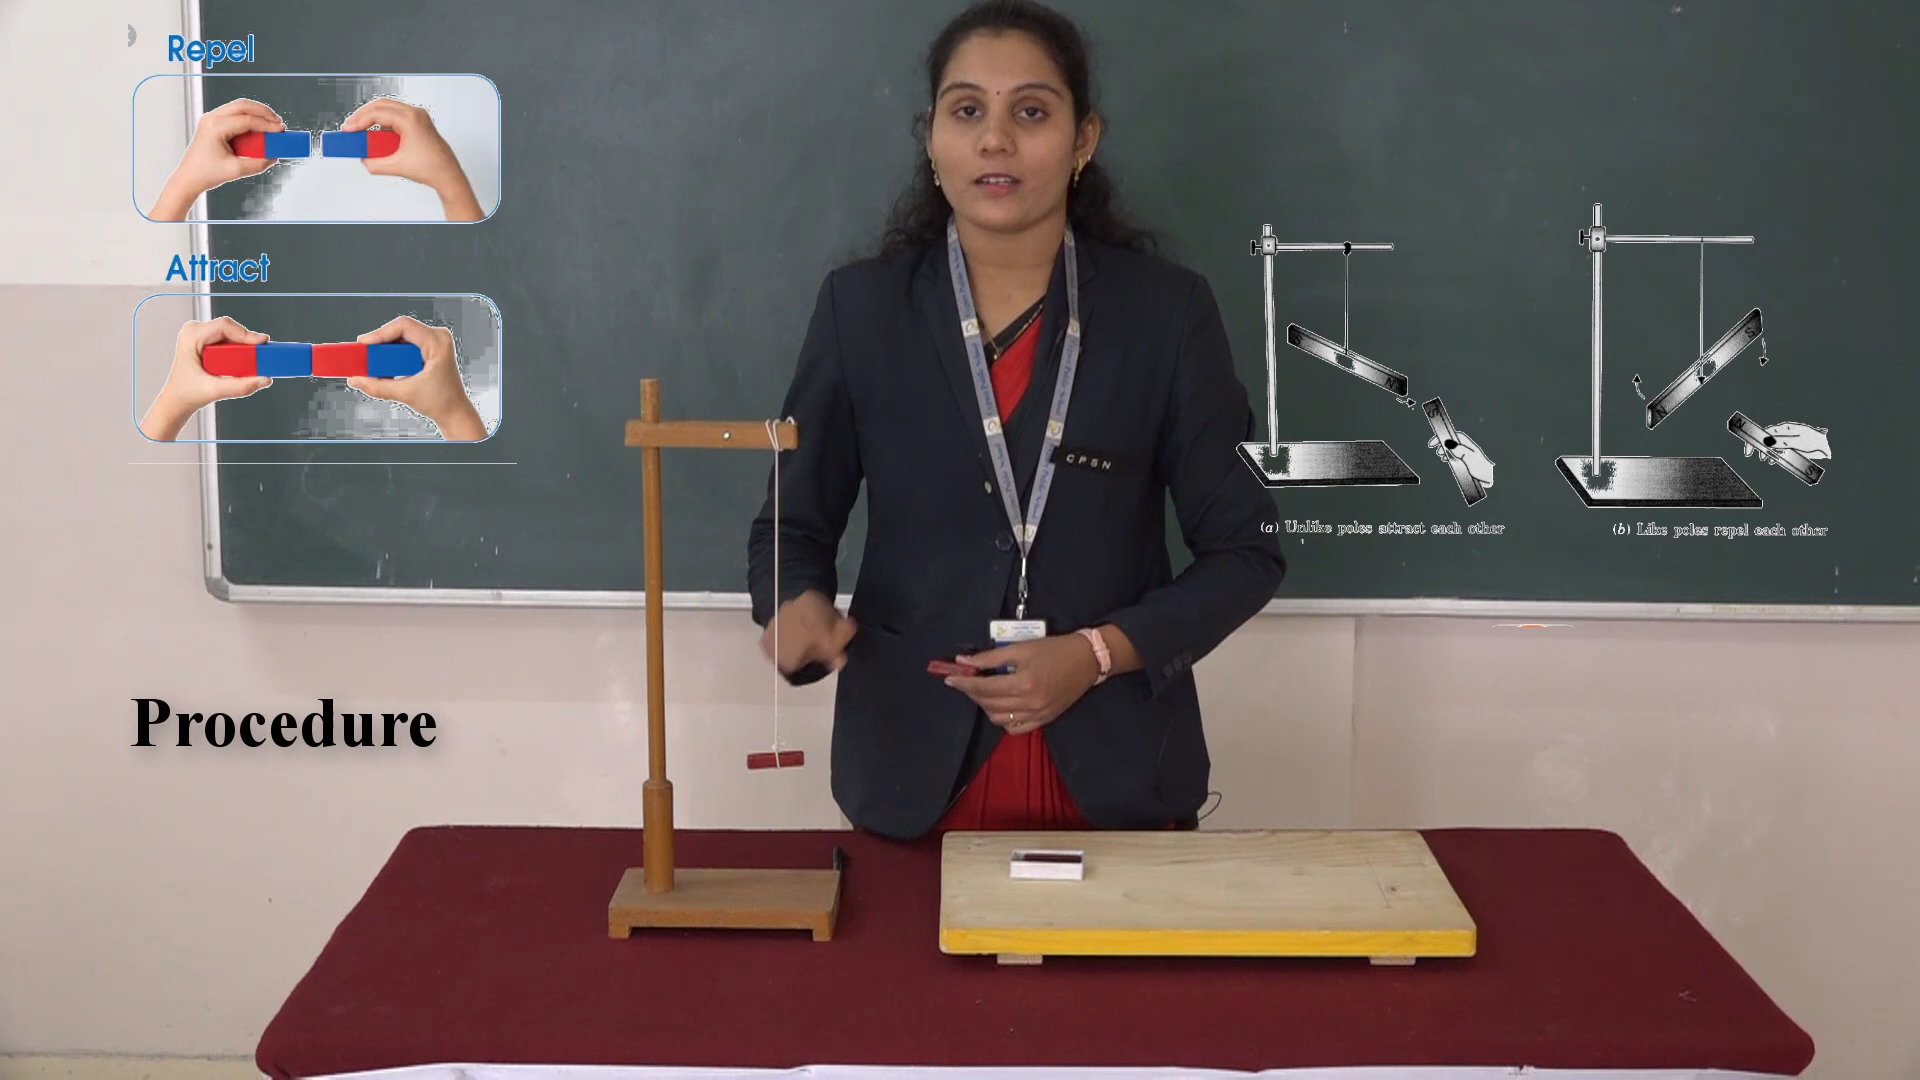 Repel
Attract
CPSN
S
N
S
S
N
N
S
(a) Unlike poles attract each other
(b) Like poles repel each other
Procedure